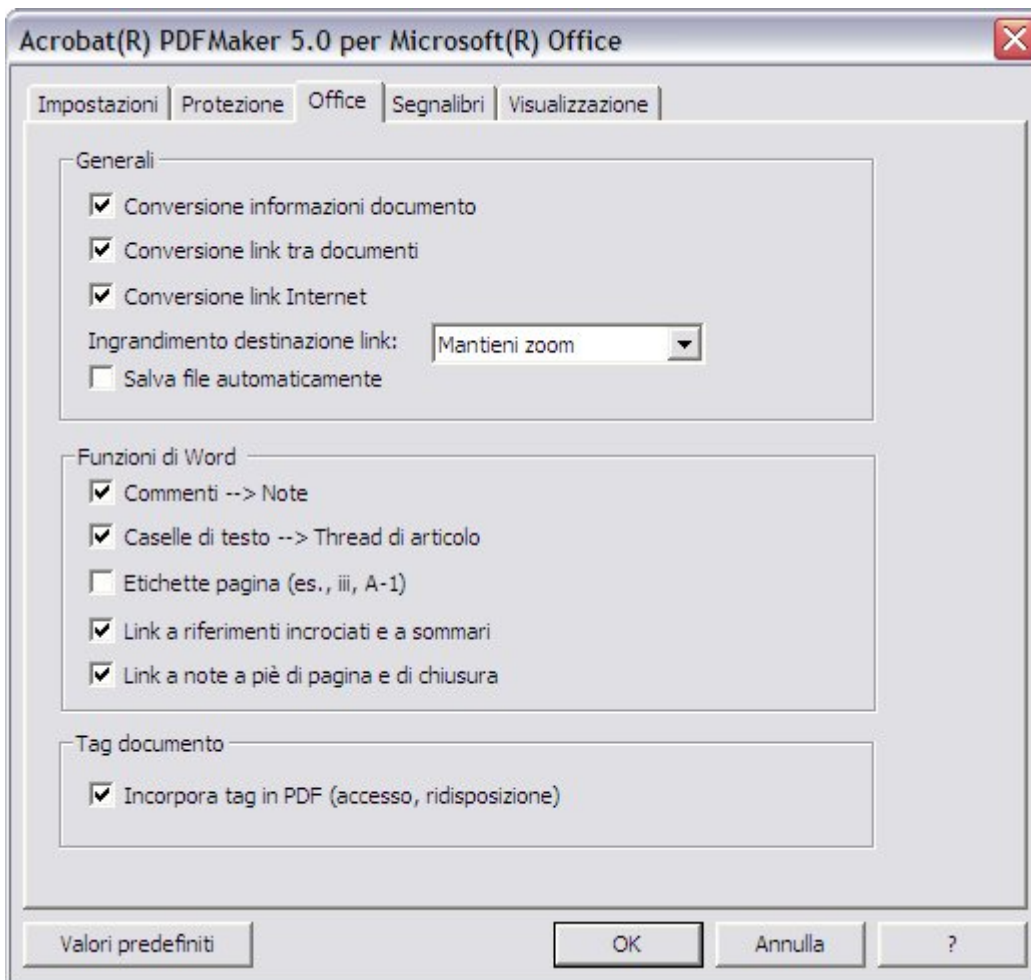 Acrobat(R) PDFMaker 5.0 per Microsoft(R) Office
Impostazioni Protezione Office Segnalibri Visualizzazione
Generali
Conversione informazioni documento
Conversione link tra documenti
Conversione link Internet
Ingrandimento destinazione link: Mantieni zoom
Salva file automaticamente
Funzioni di Word
Commenti --> Note
Caselle di testo --> Thread di articolo
Etichette pagina (es., iii, A-1)
Link a riferimenti incrociati e a sommari
Link a note a piè di pagina e di chiusura
Tag documento
Incorpora tag in PDF (accesso, ridisposizione)
Valori predefiniti OK Annulla ?